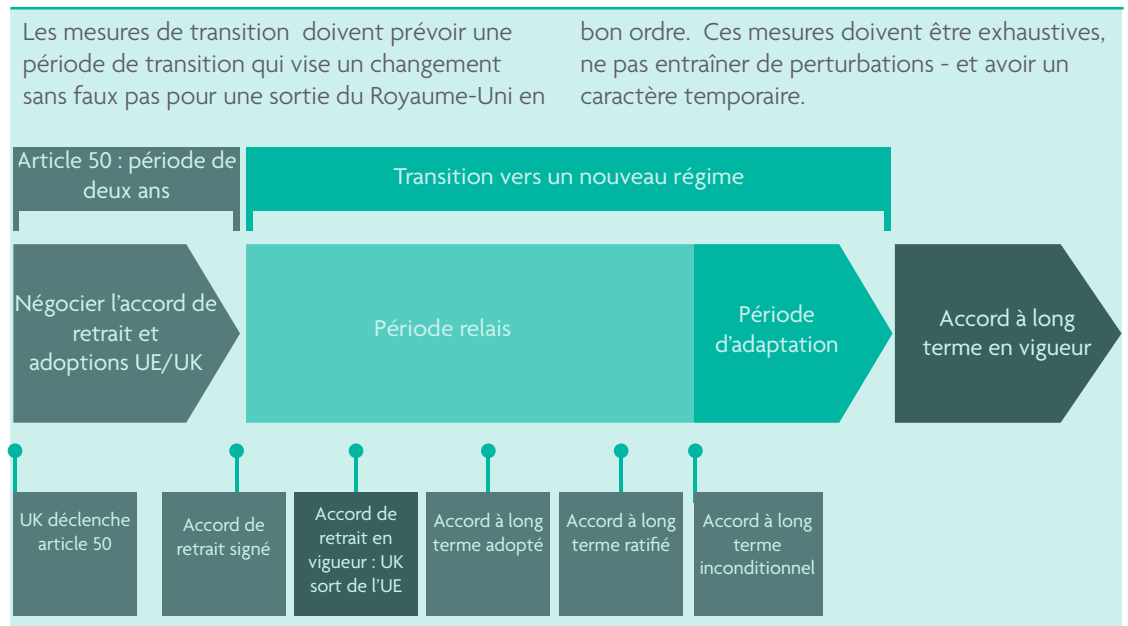 Les mesures de transition doivent prévoir une
période de transition qui vise un changement
sans faux pas pour une sortie du Royaume-Uni en
bon ordre. Ces mesures doivent être exhaustives,
ne pas entraîner de perturbations - et avoir un
caractère temporaire.
Article 50 : période de
deux ans
Transition vers un nouveau régime
Négocier l’accord de
retrait et
adoptions UE/UK
Période relais
Période
d’adaptation
Accord à long
terme en vigueur
UK déclenche
article 50
Accord de
retrait signé
Accord de
retrait en
vigueur : UK
sort de l’UE
Accord à long
terme adopté
Accord à long
terme ratifié
Accord à long
terme
inconditionnel